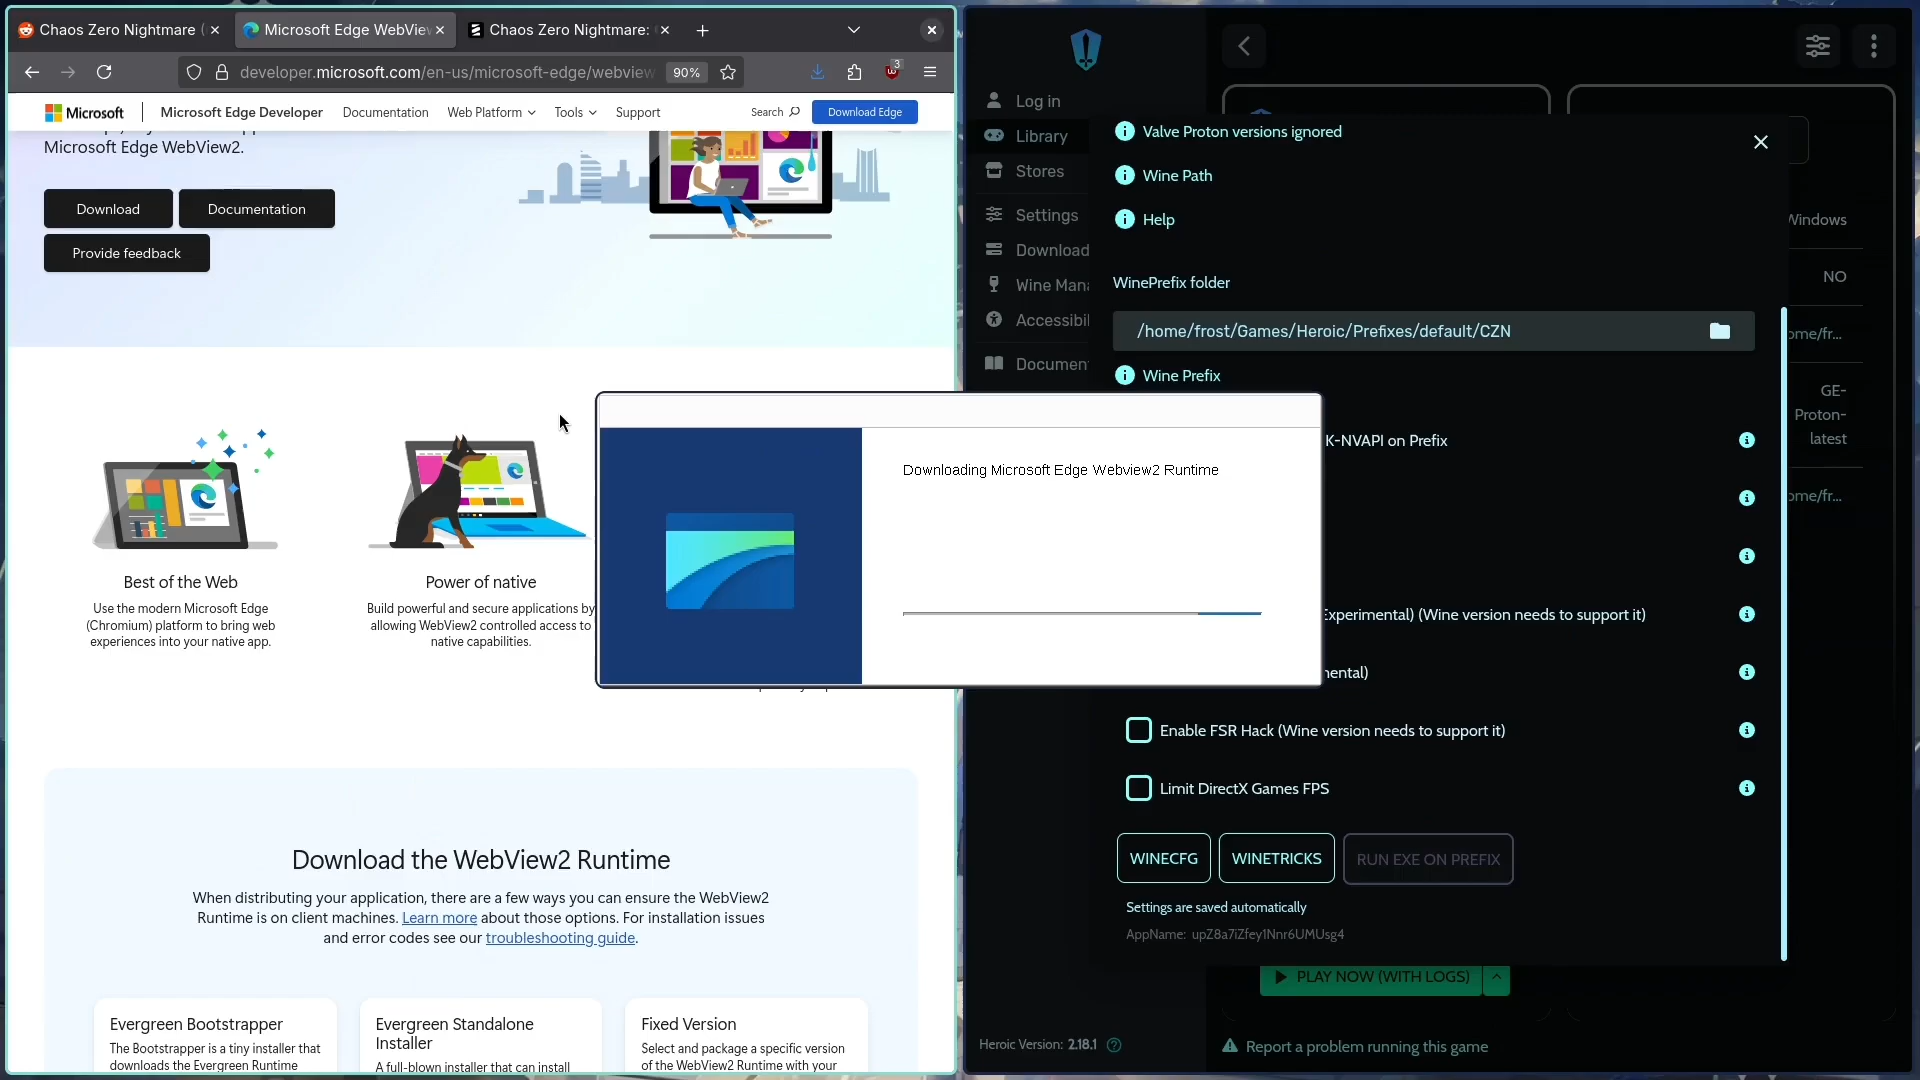 Chaos Zero Nightmare (
Microsoft Edge WebView
Chaos Zero Nightmare:
developer.microsoft.com/en-us/microsoft-edge/webview
90%
3
Microsoft
Microsoft Edge Developer
Documentation
Web Platform
Tools
Support
Search
Download Edge
Microsoft Edge WebView2.
Download
Documentation
Provide feedback
Best of the Web
Use the modern Microsoft Edge
(Chromium) platform to bring web
experiences into your native app.
Power of native
Build powerful and secure applications by
allowing WebView2 controlled access to
native capabilities.
Download the WebView2 Runtime
When distributing your application, there are a few ways you can ensure the WebView2
Runtime is on client machines. Learn more about those options. For installation issues
and error codes see our troubleshooting guide.
Evergreen Bootstrapper
The Bootstrapper is a tiny installer that
downloads the Evergreen Runtime
Evergreen Standalone
Installer
A full-blown installer that can install
Fixed Version
Select and package a specific version
of the WebView2 Runtime with your
Downloading Microsoft Edge Webview2 Runtime
Log in
Library
Stores
Settings
Download
Wine Mana
Accessibil
Document
Heroic Version: 2.18.1
Valve Proton versions ignored
Wine Path
Help
WinePrefix folder
/home/frost/Games/Heroic/Prefixes/default/CZN
Wine Prefix
K-NVAPI on Prefix
Experimental) (Wine version needs to support it)
mental)
Enable FSR Hack (Wine version needs to support it)
Limit DirectX Games FPS
WINECFG
WINETRICKS
RUN EXE ON PREFIX
Settings are saved automatically
AppName: upZ8a7iZfey1Nnr6UMUsg4
PLAY NOW (WITH LOGS)
Report a problem running this game
Windows
NO
ome/fr...
GE-
Proton-
latest
ome/fr...